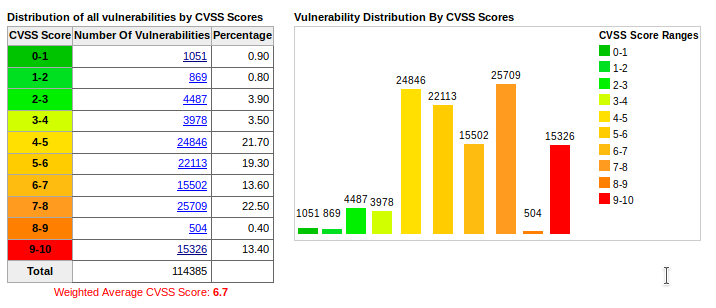 Distribution of all vulnerabilities by CVSS Scores
CVSS Score Number Of Vulnerabilities Percentage
0-1 1051 0.90
1-2 869 0.80
2-3 4487 3.90
3-4 3978 3.50
4-5 24846 21.70
5-6 22113 19.30
6-7 15502 13.60
7-8 25709 22.50
8-9 504 0.40
9-10 15326 13.40
Total 114385
Weighted Average CVSS Score: 6.7
Vulnerability Distribution By CVSS Scores
1051 869 4487 3978 24846 22113 15502 25709 504 15326
CVSS Score Ranges
0-1
1-2
2-3
3-4
4-5
5-6
6-7
7-8
8-9
9-10